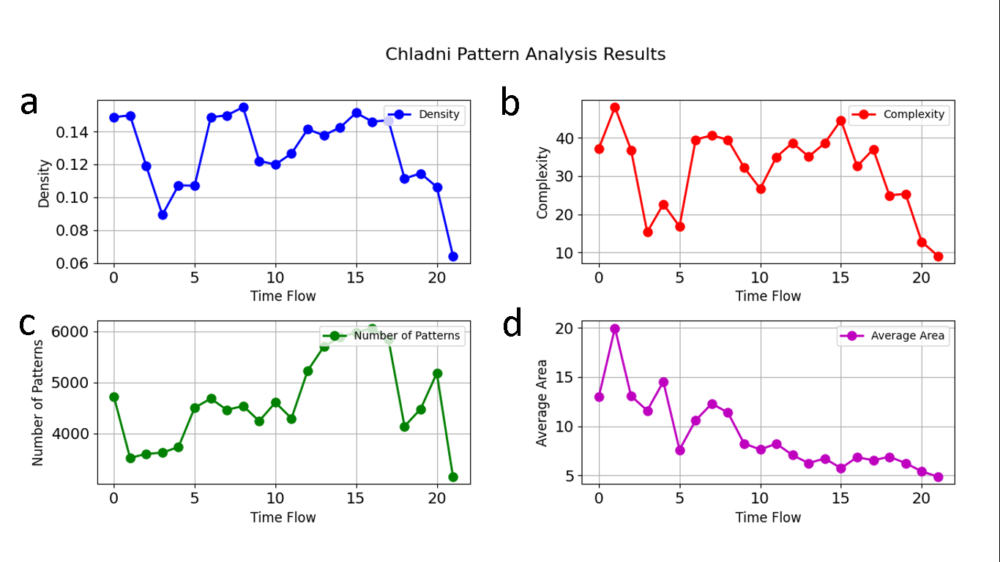 Chladni Pattern Analysis Results
a
Density
0.14
0.12
0.10
0.08
0.06
Density
0 5 10 15 20
Time Flow
b
Complexity
40
30
20
10
Complexity
0 5 10 15 20
Time Flow
c
Number of Patterns
6000
5000
4000
Number of Patterns
0 5 10 15 20
Time Flow
d
Average Area
20
15
10
5
Average Area
0 5 10 15 20
Time Flow